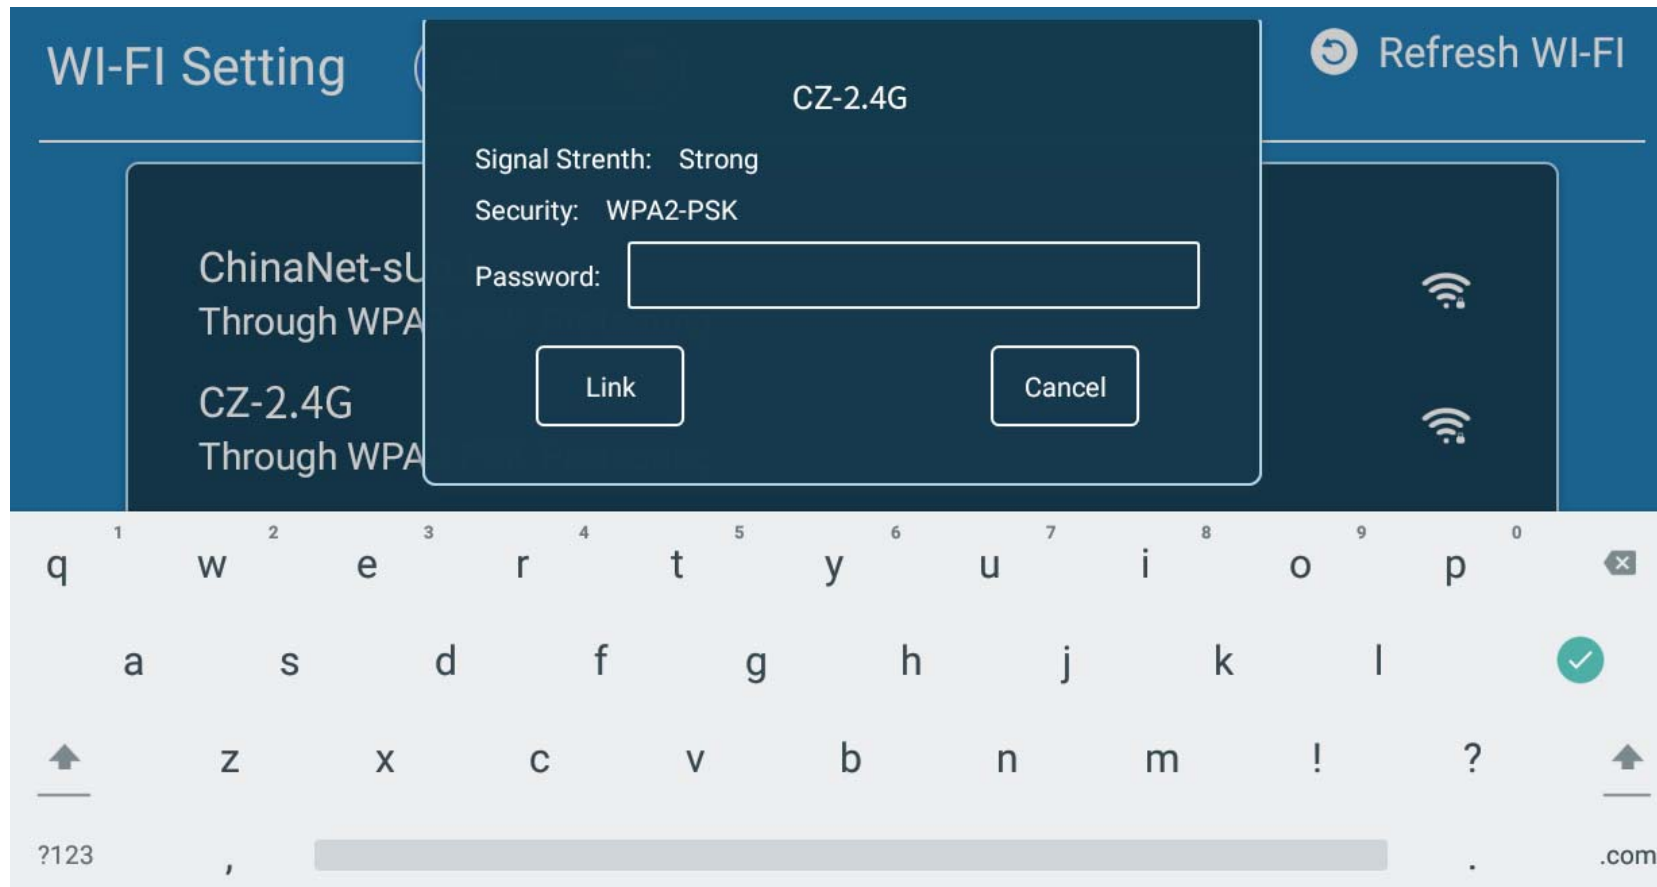 WI-FI Setting
Refresh WI-FI
CZ-2.4G
Signal Strenth: Strong
Security: WPA2-PSK
Password:
Link Cancel
ChinaNet-sU
Through WPA
CZ-2.4G
Through WPA
1 2 3 4 5 6 7 8 9 0
q w e r t y u i o p
a s d f g h j k l
z x c v b n m ! ?
?123 , . .com